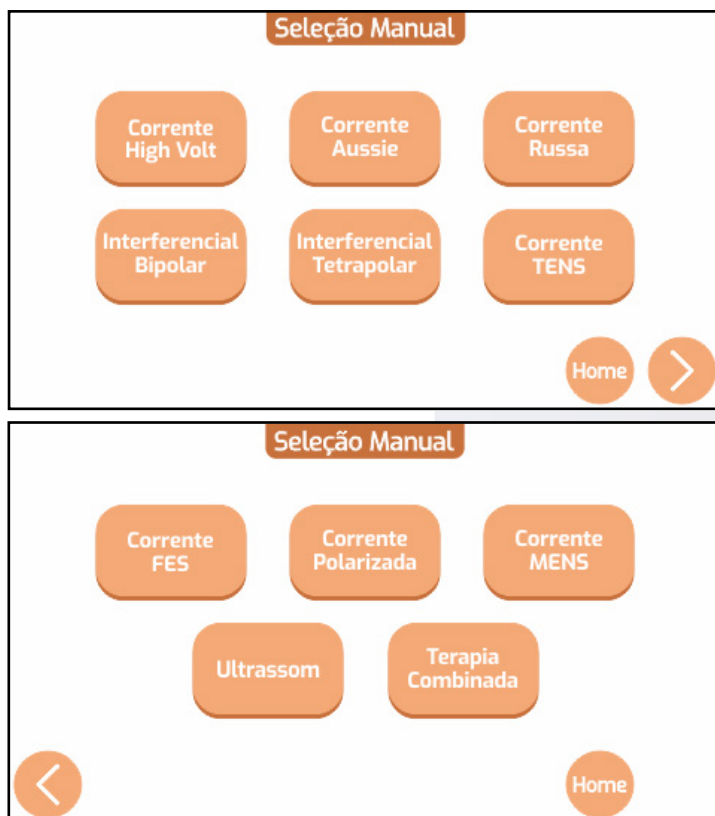 Seleção Manual
Corrente
High Volt
Corrente
Aussie
Corrente
Russa
Interferencial
Bipolar
Interferencial
Tetrapolar
Corrente
TENS
Home
Seleção Manual
Corrente
FES
Corrente
Polarizada
Corrente
MENS
Ultrassom
Terapia
Combinada
Home